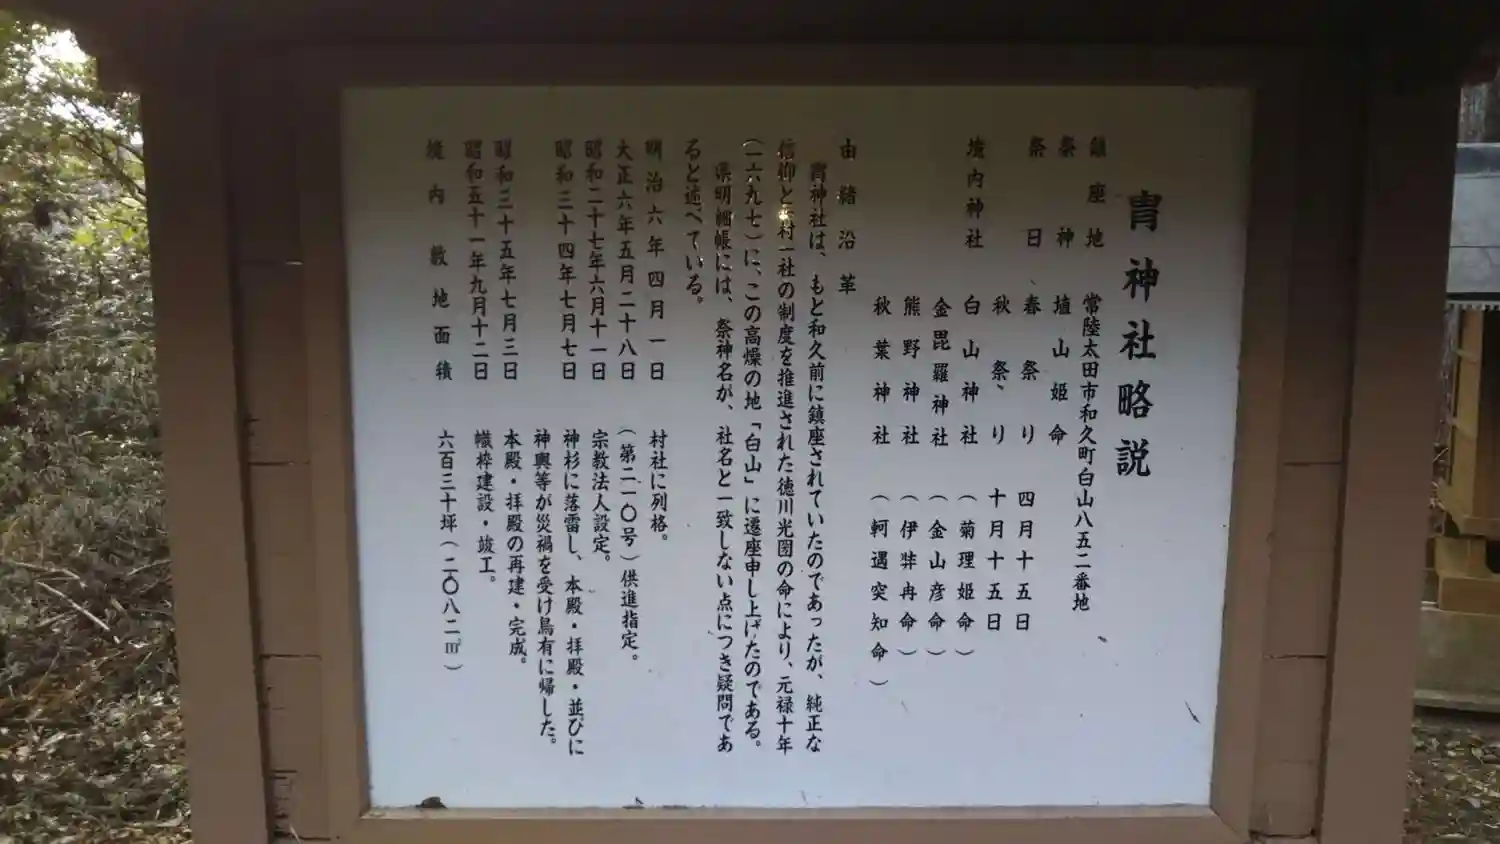 冑神社略説
鎮座地 常陸太田市和久町白山八五二番地
祭神 埴山姫命
祭日 春祭り 四月十五日
秋祭り 十月十五日
境内神社 白山神社 (菊理姫命)
金毘羅神社 (金山彦命)
熊野神社 (伊弉冉命)
秋葉神社 (軻遇突知命)
由緒沿革
冑神社は、もと和久前に鎮座されていたのであったが、純正な
信仰と一村一社の制度を推進された徳川光圀の命により、元禄十年
(一六九七)に、この高燥の地「白山」に遷座申し上げたのである。
県明細帳には、祭神名が、社名と一致しない点につき疑問であ
ると述べている。
明治六年四月一日 村社に列格。
大正六年五月二十八日 (第二一〇号)供進指定。
昭和二十七年六月十一日 宗教法人設定。
昭和三十四年七月七日 神杉に落雷し、本殿・拝殿・並びに
神輿等が災禍を受け烏有に帰した。
昭和三十五年七月三日 本殿・拝殿の再建・完成。
昭和五十一年九月十二日 幟枠建設・竣工。
境内敷地面積 六百三十坪(二〇八二㎡)